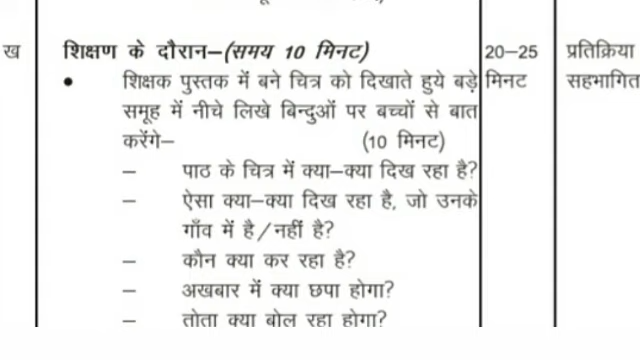 ख शिक्षण के दौरान–(समय 10 मिनट) 20–25 प्रतिक्रिया
• शिक्षक पुस्तक में बने चित्र को दिखाते हुये बड़े मिनट सहभागित
समूह में नीचे लिखे बिन्दुओं पर बच्चों से बात
करेंगे– (10 मिनट)
– पाठ के चित्र में क्या–क्या दिख रहा है?
– ऐसा क्या–क्या दिख रहा है, जो उनके
गाँव में है/नहीं है?
– कौन क्या कर रहा है?
– अखबार में क्या छपा होगा?
– तोता क्या बोल रहा होगा?